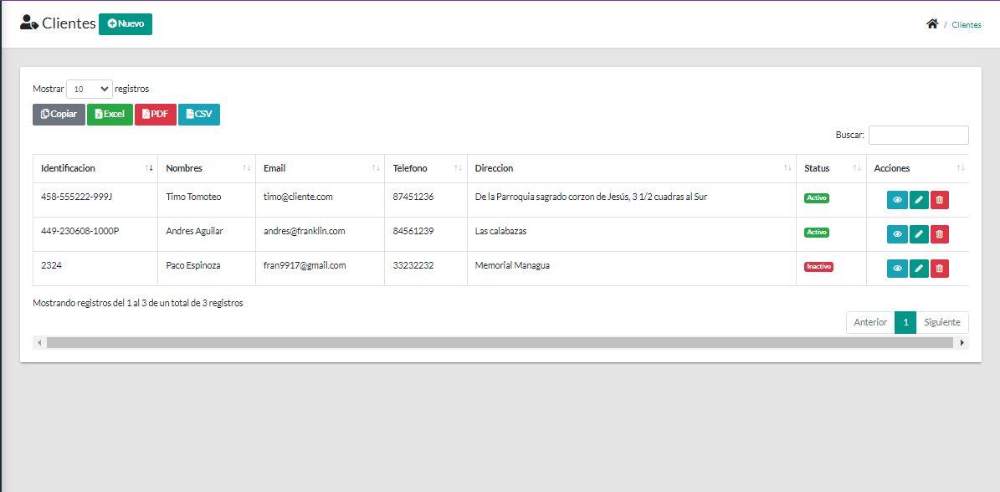 Clientes Nuevo
/ Clientes
Mostrar 10 registros
Copiar Excel PDF CSV
Buscar:
Identificacion Nombres Email Telefono Direccion Status Acciones
458-555222-999J Timo Tomoteo timo@cliente.com 87451236 De la Parroquia sagrado corzon de Jesús, 3 1/2 cuadras al Sur Activo
449-230608-1000P Andres Aguilar andres@franklin.com 84561239 Las calabazas Activo
2324 Paco Espinoza fran9917@gmail.com 33232232 Memorial Managua Inactivo
Mostrando registros del 1 al 3 de un total de 3 registros
Anterior 1 Siguiente